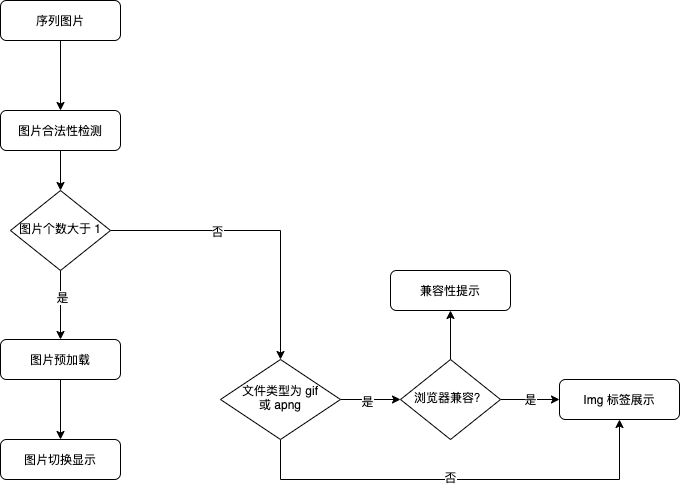 序列图片
图片合法性检测
图片个数大于 1
否
是
兼容性提示
图片预加载
文件类型为 gif
或 apng
是
浏览器兼容?
是
Img 标签展示
图片切换显示
否